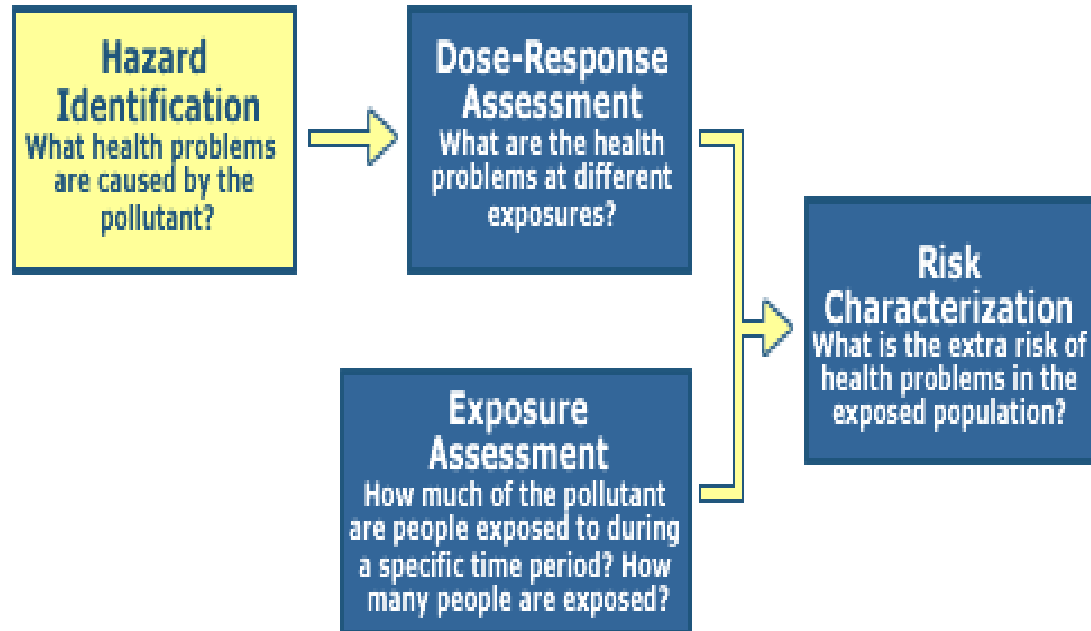 Hazard
Identification
What health problems
are caused by the
pollutant?
Dose-Response
Assessment
What are the health
problems at different
exposures?
Exposure
Assessment
How much of the pollutant
are people exposed to during
a specific time period? How
many people are exposed?
Risk
Characterization
What is the extra risk of
health problems in the
exposed population?